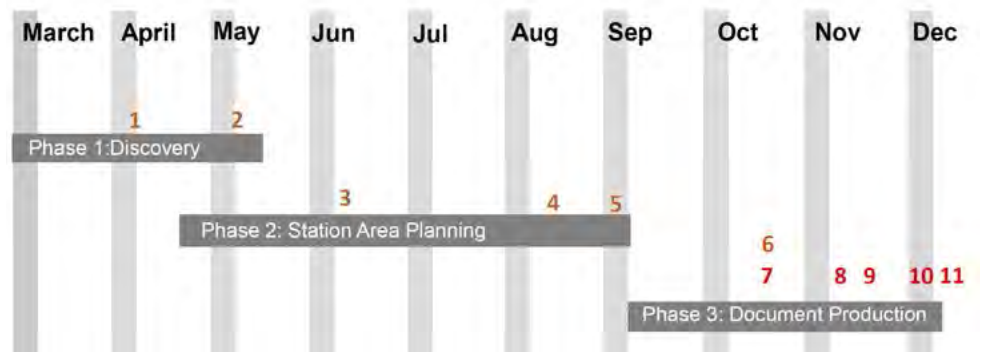 March April May Jun Jul Aug Sep Oct Nov Dec
1 2
Phase 1:Discovery
3 4 5
Phase 2: Station Area Planning
6
7 8 9 10 11
Phase 3: Document Production